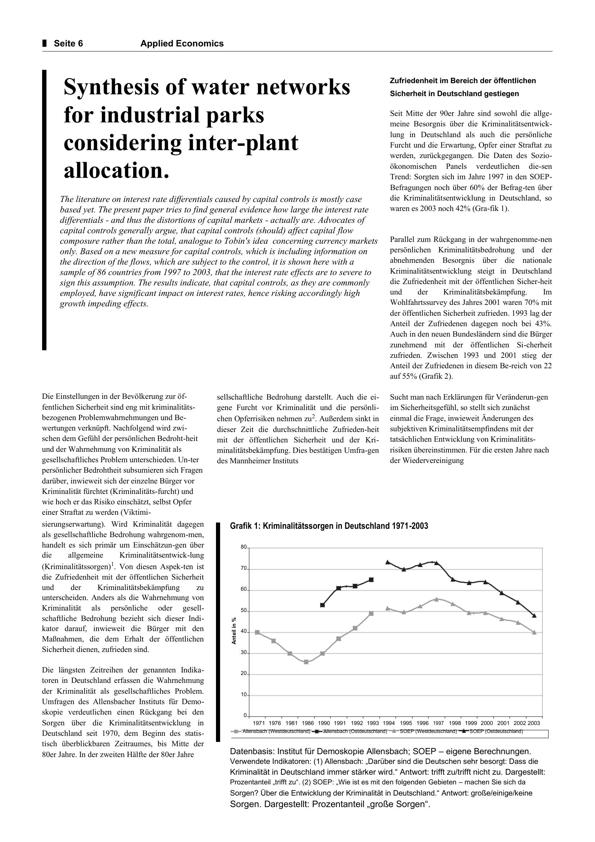 Seite 6 Applied Economics
Synthesis of water networks
for industrial parks
considering inter-plant
allocation.
The literature on interest rate differentials caused by capital controls is mostly case
based yet. The present paper tries to find general evidence how large the interest rate
differentials - and thus the distortions of capital markets - actually are. Advocates of
capital controls generally argue, that capital controls (should) affect capital flow
composure rather than the total, analogue to Tobin's idea concerning currency markets
only. Based on a new measure for capital controls, which is including information on
the direction of the flows, which are subject to the control, it is shown here with a
sample of 86 countries from 1997 to 2003, that the interest rate effects are to severe to
sign this assumption. The results indicate, that capital controls, as they are commonly
employed, have significant impact on interest rates, hence risking accordingly high
growth impeding effects.
Zufriedenheit im Bereich der öffentlichen
Sicherheit in Deutschland gestiegen
Seit Mitte der 90er Jahre sind sowohl die allge-
meine Besorgnis über die Kriminalitätsentwick-
lung in Deutschland als auch die persönliche
Furcht und die Erwartung, Opfer einer Straftat zu
werden, zurückgegangen. Die Daten des Sozio-
ökonomischen Panels verdeutlichen die-sen
Trend: Sorgten sich im Jahre 1997 in den SOEP-
Befragungen noch über 60% der Befrag-ten über
die Kriminalitätsentwicklung in Deutschland, so
waren es 2003 noch 42% (Gra-fik 1).
Parallel zum Rückgang in der wahrgenomme-nen
persönlichen Kriminalitätsbedrohung und der
abnehmenden Besorgnis über die nationale
Kriminalitätsentwicklung steigt in Deutschland
die Zufriedenheit mit der öffentlichen Sicher-heit
und der Kriminalitätsbekämpfung. Im
Wohlfahrtssurvey des Jahres 2001 waren 70% mit
der öffentlichen Sicherheit zufrieden. 1993 lag der
Anteil der Zufriedenen dagegen noch bei 43%.
Auch in den neuen Bundesländern sind die Bürger
zunehmend mit der öffentlichen Si-cherheit
zufrieden. Zwischen 1993 und 2001 stieg der
Anteil der Zufriedenen in diesem Be-reich von 22
auf 55% (Grafik 2).
Die Einstellungen in der Bevölkerung zur öf-
fentlichen Sicherheit sind eng mit kriminalitäts-
bezogenen Problemwahrnehmungen und Be-
wertungen verknüpft. Nachfolgend wird zwi-
schen dem Gefühl der persönlichen Bedroht-heit
und der Wahrnehmung von Kriminalität als
gesellschaftliches Problem unterschieden. Un-ter
persönlicher Bedrohtheit subsumieren sich Fragen
darüber, inwieweit sich der einzelne Bürger vor
Kriminalität fürchtet (Kriminalitäts-furcht) und
wie hoch er das Risiko einschätzt, selbst Opfer
einer Straftat zu werden (Viktimi-
sierungserwartung). Wird Kriminalität dagegen
als gesellschaftliche Bedrohung wahrgenom-men,
handelt es sich primär um Einschätzun-gen über
die allgemeine Kriminalitätsentwick-lung
(Kriminalitätssorgen)1. Von diesen Aspek-ten ist
die Zufriedenheit mit der öffentlichen Sicherheit
und der Kriminalitätsbekämpfung zu
unterscheiden. Anders als die Wahrnehmung von
Kriminalität als persönliche oder gesell-
schaftliche Bedrohung bezieht sich dieser Indi-
kator darauf, inwieweit die Bürger mit den
Maßnahmen, die dem Erhalt der öffentlichen
Sicherheit dienen, zufrieden sind.
Die längsten Zeitreihen der genannten Indika-
toren in Deutschland erfassen die Wahrnehmung
der Kriminalität als gesellschaftliches Problem.
Umfragen des Allensbacher Instituts für Demo-
skopie verdeutlichen einen Rückgang bei den
Sorgen über die Kriminalitätsentwicklung in
Deutschland seit 1970, dem Beginn des statis-
tisch überblickbaren Zeitraumes, bis Mitte der
80er Jahre. In der zweiten Hälfte der 80er Jahre
sellschaftliche Bedrohung darstellt. Auch die ei-
gene Furcht vor Kriminalität und die persönli-
chen Opferrisiken nehmen zu2. Außerdem sinkt in
dieser Zeit die durchschnittliche Zufrieden-heit
mit der öffentlichen Sicherheit und der Kri-
minalitätsbekämpfung. Dies bestätigen Umfra-gen
des Mannheimer Instituts
Sucht man nach Erklärungen für Veränderun-gen
im Sicherheitsgefühl, so stellt sich zunächst
einmal die Frage, inwieweit Änderungen des
subjektiven Kriminalitätsempfindens mit der
tatsächlichen Entwicklung von Kriminalitäts-
risiken übereinstimmen. Für die ersten Jahre nach
der Wiedervereinigung
Grafik 1: Kriminalitätssorgen in Deutschland 1971-2003
Anteil in %
80
70
60
50
40
30
20
10
0
1971 1976 1981 1986 1990 1991 1992 1993 1994 1995 1996 1997 1998 1999 2000 2001 2002 2003
Allensbach (Westdeutschland) Allensbach (Ostdeutschland) SOEP (Westdeutschland) SOEP (Ostdeutschland)
Datenbasis: Institut für Demoskopie Allensbach; SOEP – eigene Berechnungen.
Verwendete Indikatoren: (1) Allensbach: „Darüber sind die Deutschen sehr besorgt: Dass die
Kriminalität in Deutschland immer stärker wird.“ Antwort: trifft zu/trifft nicht zu. Dargestellt:
Prozentanteil „trifft zu“. (2) SOEP: „Wie ist es mit den folgenden Gebieten – machen Sie sich da
Sorgen? Über die Entwicklung der Kriminalität in Deutschland.“ Antwort: große/einige/keine
Sorgen. Dargestellt: Prozentanteil „große Sorgen“.